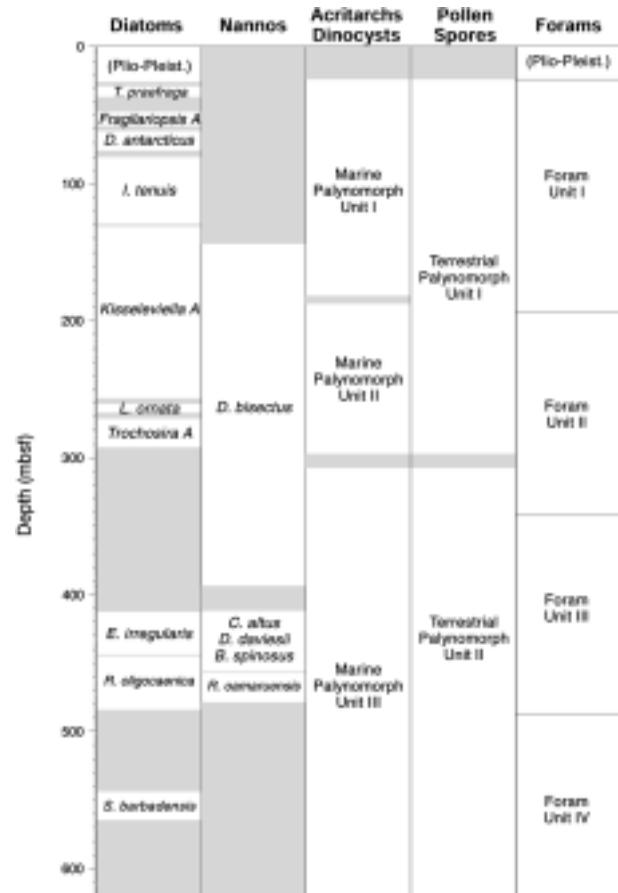 Diatoms
Nannos
Acritarchs
Dinocysts
Pollen
Spores
Forams
0
100
200
300
400
500
600
Depth (mbsf)
(Plio-Pleist.)
T. praefraga
Fragilariopsis A
D. antarcticus
I. tenuis
Kisseleviella A
L. ornata
Trochosira A
E. irregularis
R. oligocaenica
S. barbadensis
D. bisectus
C. altus
D. daviesii
B. spinosus
R. oamaruensis
Marine
Palynomorph
Unit I
Marine
Palynomorph
Unit II
Marine
Palynomorph
Unit III
Terrestrial
Palynomorph
Unit I
Terrestrial
Palynomorph
Unit II
(Plio-Pleist.)
Foram
Unit I
Foram
Unit II
Foram
Unit III
Foram
Unit IV